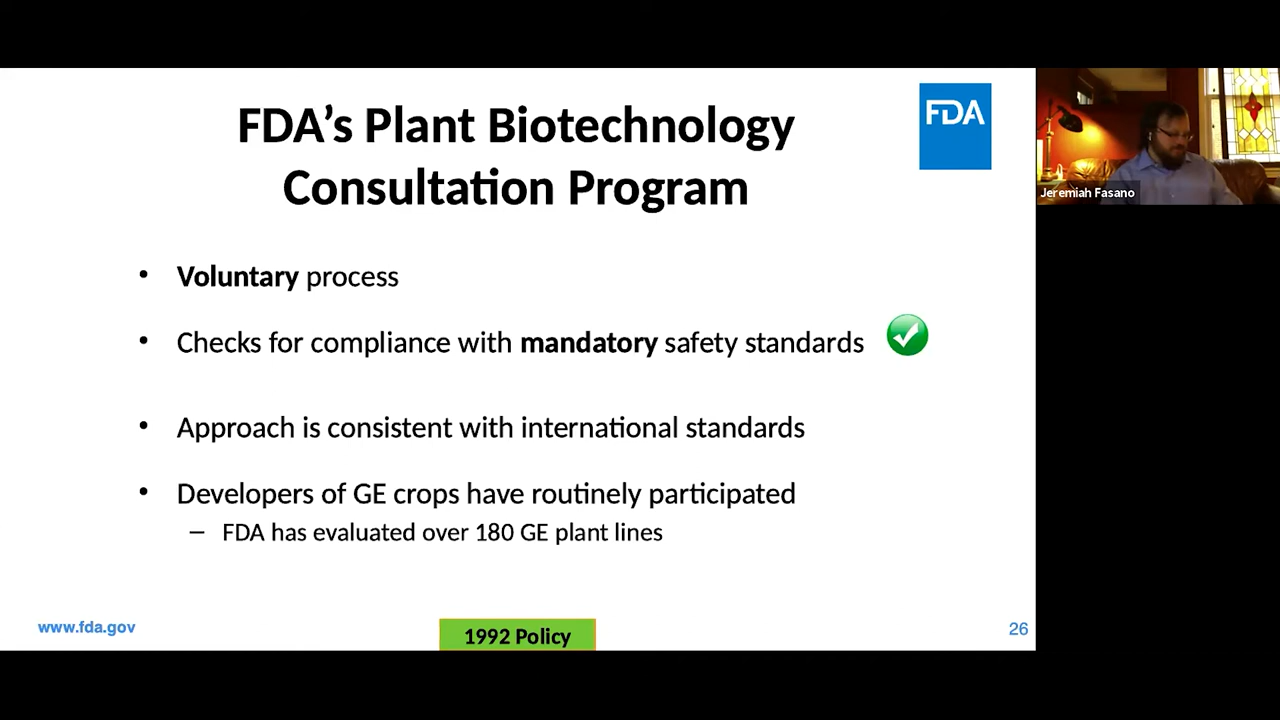 FDA’s Plant Biotechnology
Consultation Program
FDA
Jeremiah Fasano
• Voluntary process
• Checks for compliance with mandatory safety standards
• Approach is consistent with international standards
• Developers of GE crops have routinely participated
– FDA has evaluated over 180 GE plant lines
www.fda.gov
1992 Policy
26